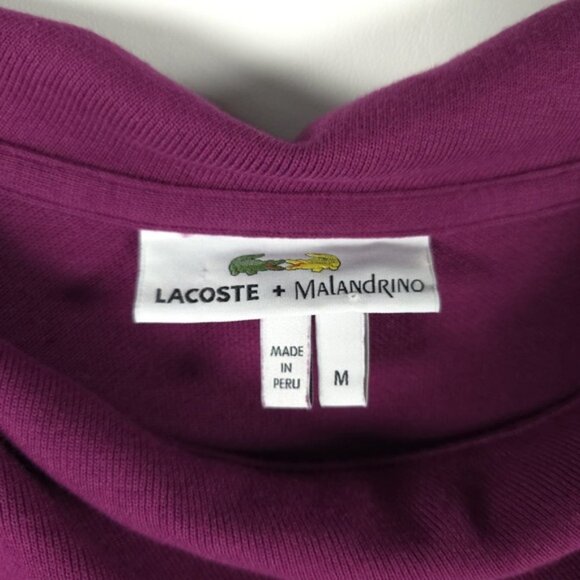 LACOSTE + MALANDRINO
MADE
IN
PERU
M